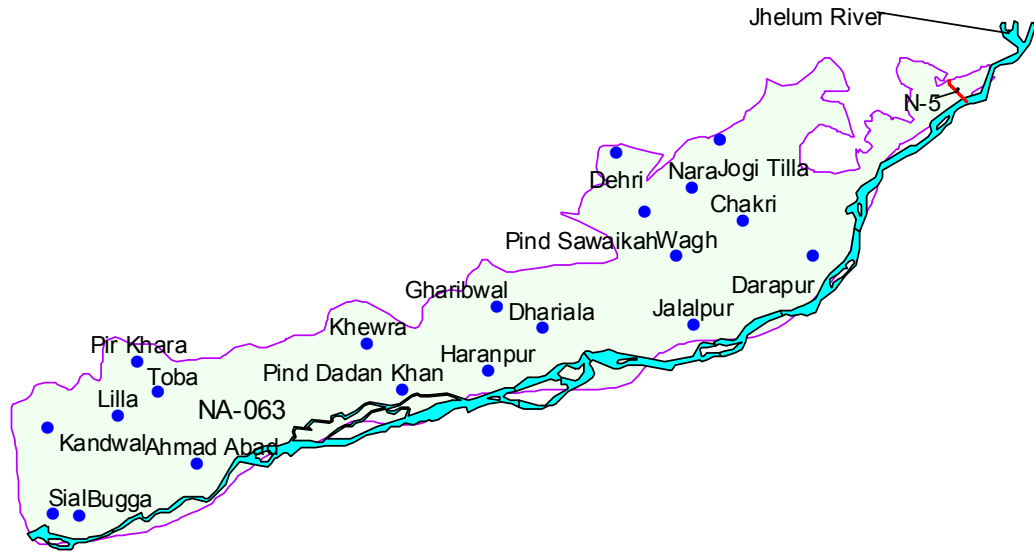 Jhelum River
N-5
Jogi Tilla
Nara
Dehri
Chakri
Pind Sawaikah
Wagh
Darapur
Gharibwal
Dhariala
Jalalpur
Khewra
Pir Khara
Haranpur
Pind Dadan Khan
Toba
Lilla
NA-063
Kandwal
Ahmad Abad
Sial
Bugga